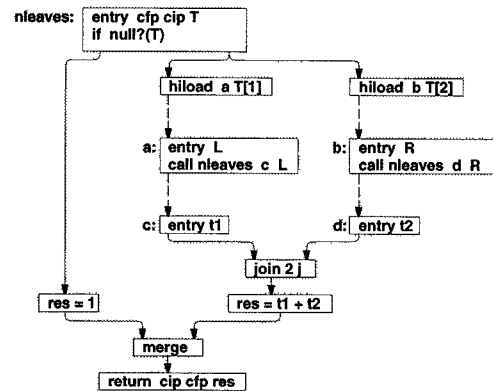 nleaves: entry cfp cip T
if null?(T)
hiload a T[1]
hiload b T[2]
a: entry L
call nleaves c L
b: entry R
call nleaves d R
c: entry t1
d: entry t2
join 2 j
res = 1
res = t1 + t2
merge
return cip cfp res